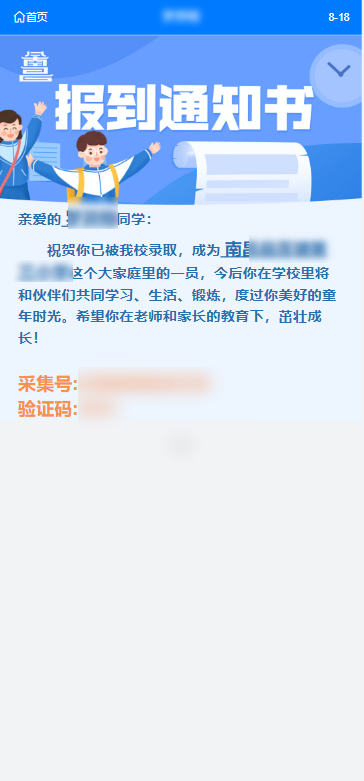 首页
8-18
报到通知书
亲爱的 同学：
祝贺你已被我校录取，成为 南昌
这个大家庭里的一员，今后你在学校里将
和伙伴们共同学习、生活、锻炼，度过你美好的童
年时光。希望你在老师和家长的教育下，茁壮成
长！
采集号:
验证码: